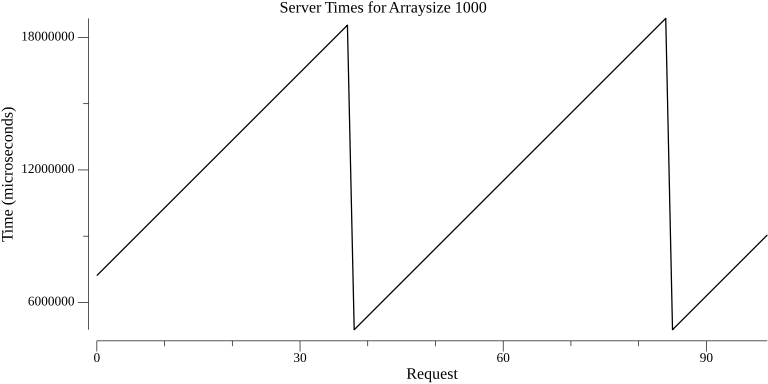 Server Times for Arraysize 1000
18000000
12000000
6000000
Time (microseconds)
0 30 60 90
Request